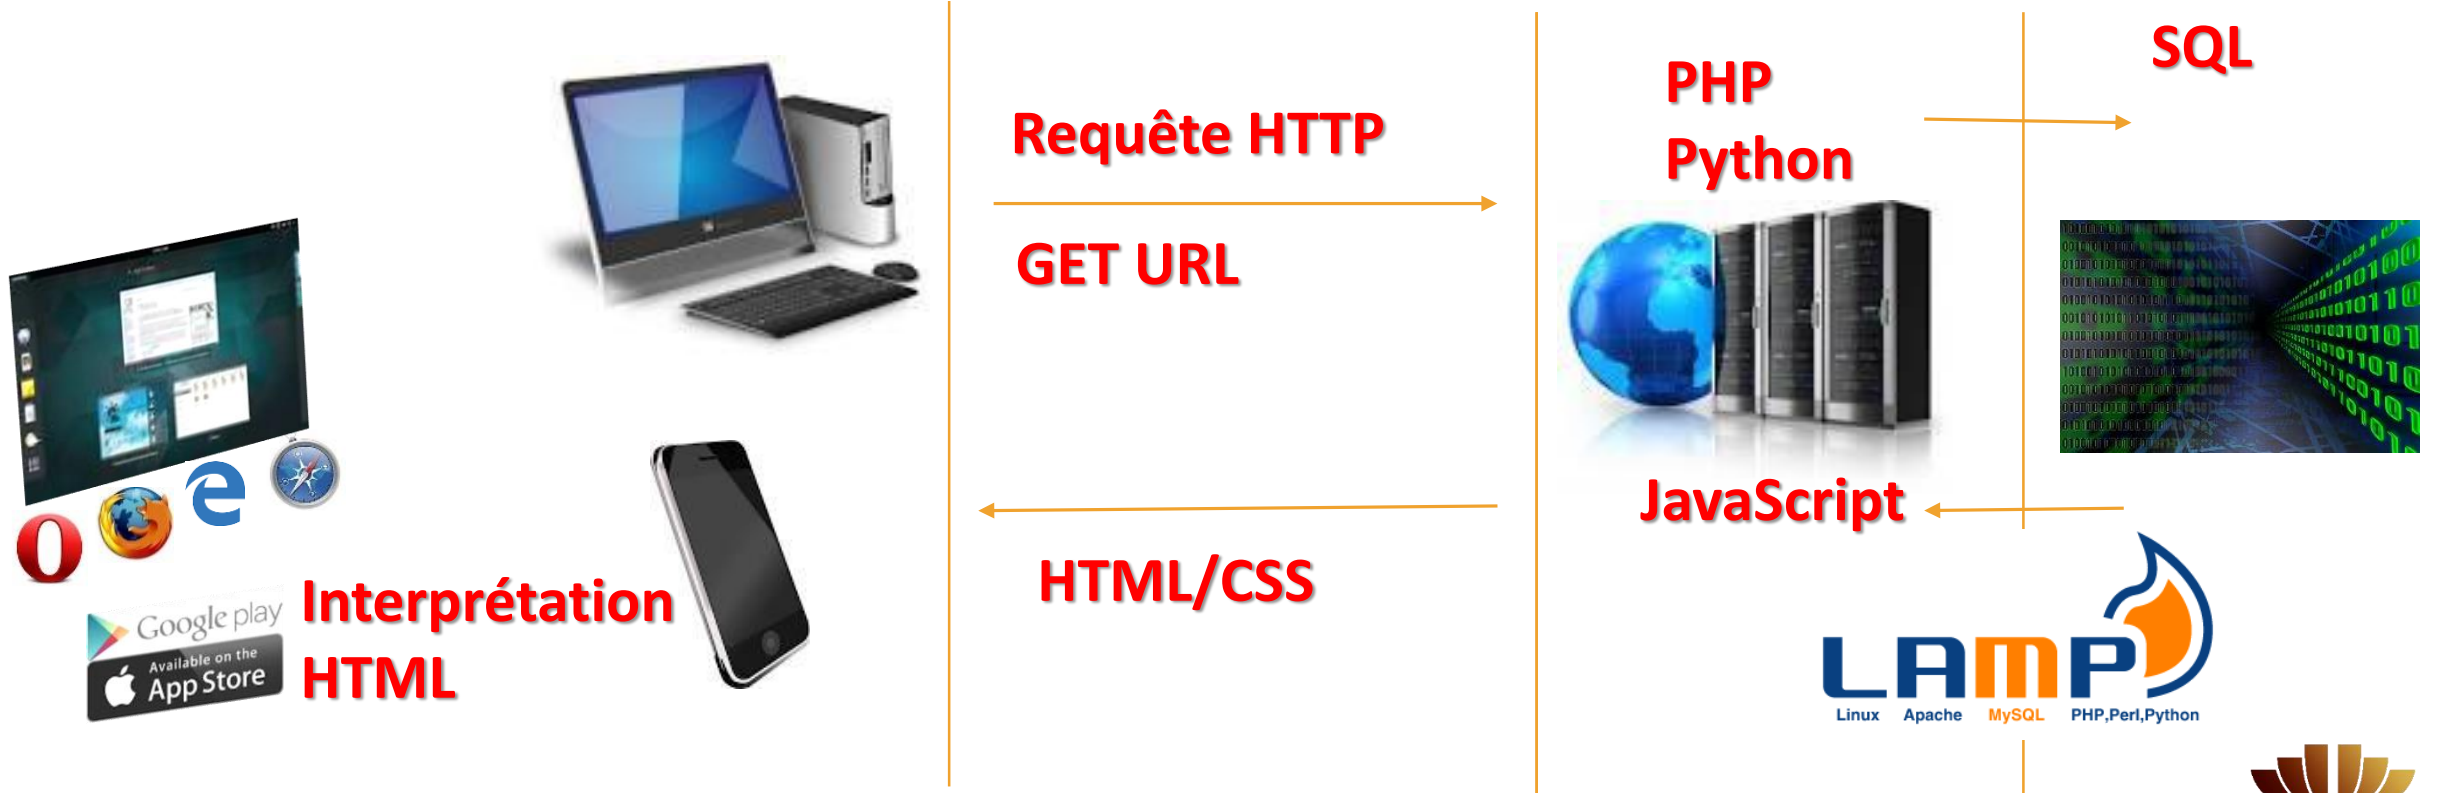 Interprétation
HTML
Google play
Available on the
App Store
Requête HTTP
GET URL
HTML/CSS
PHP
Python
JavaScript
SQL
LAMP
Linux Apache MySQL PHP,Perl,Python